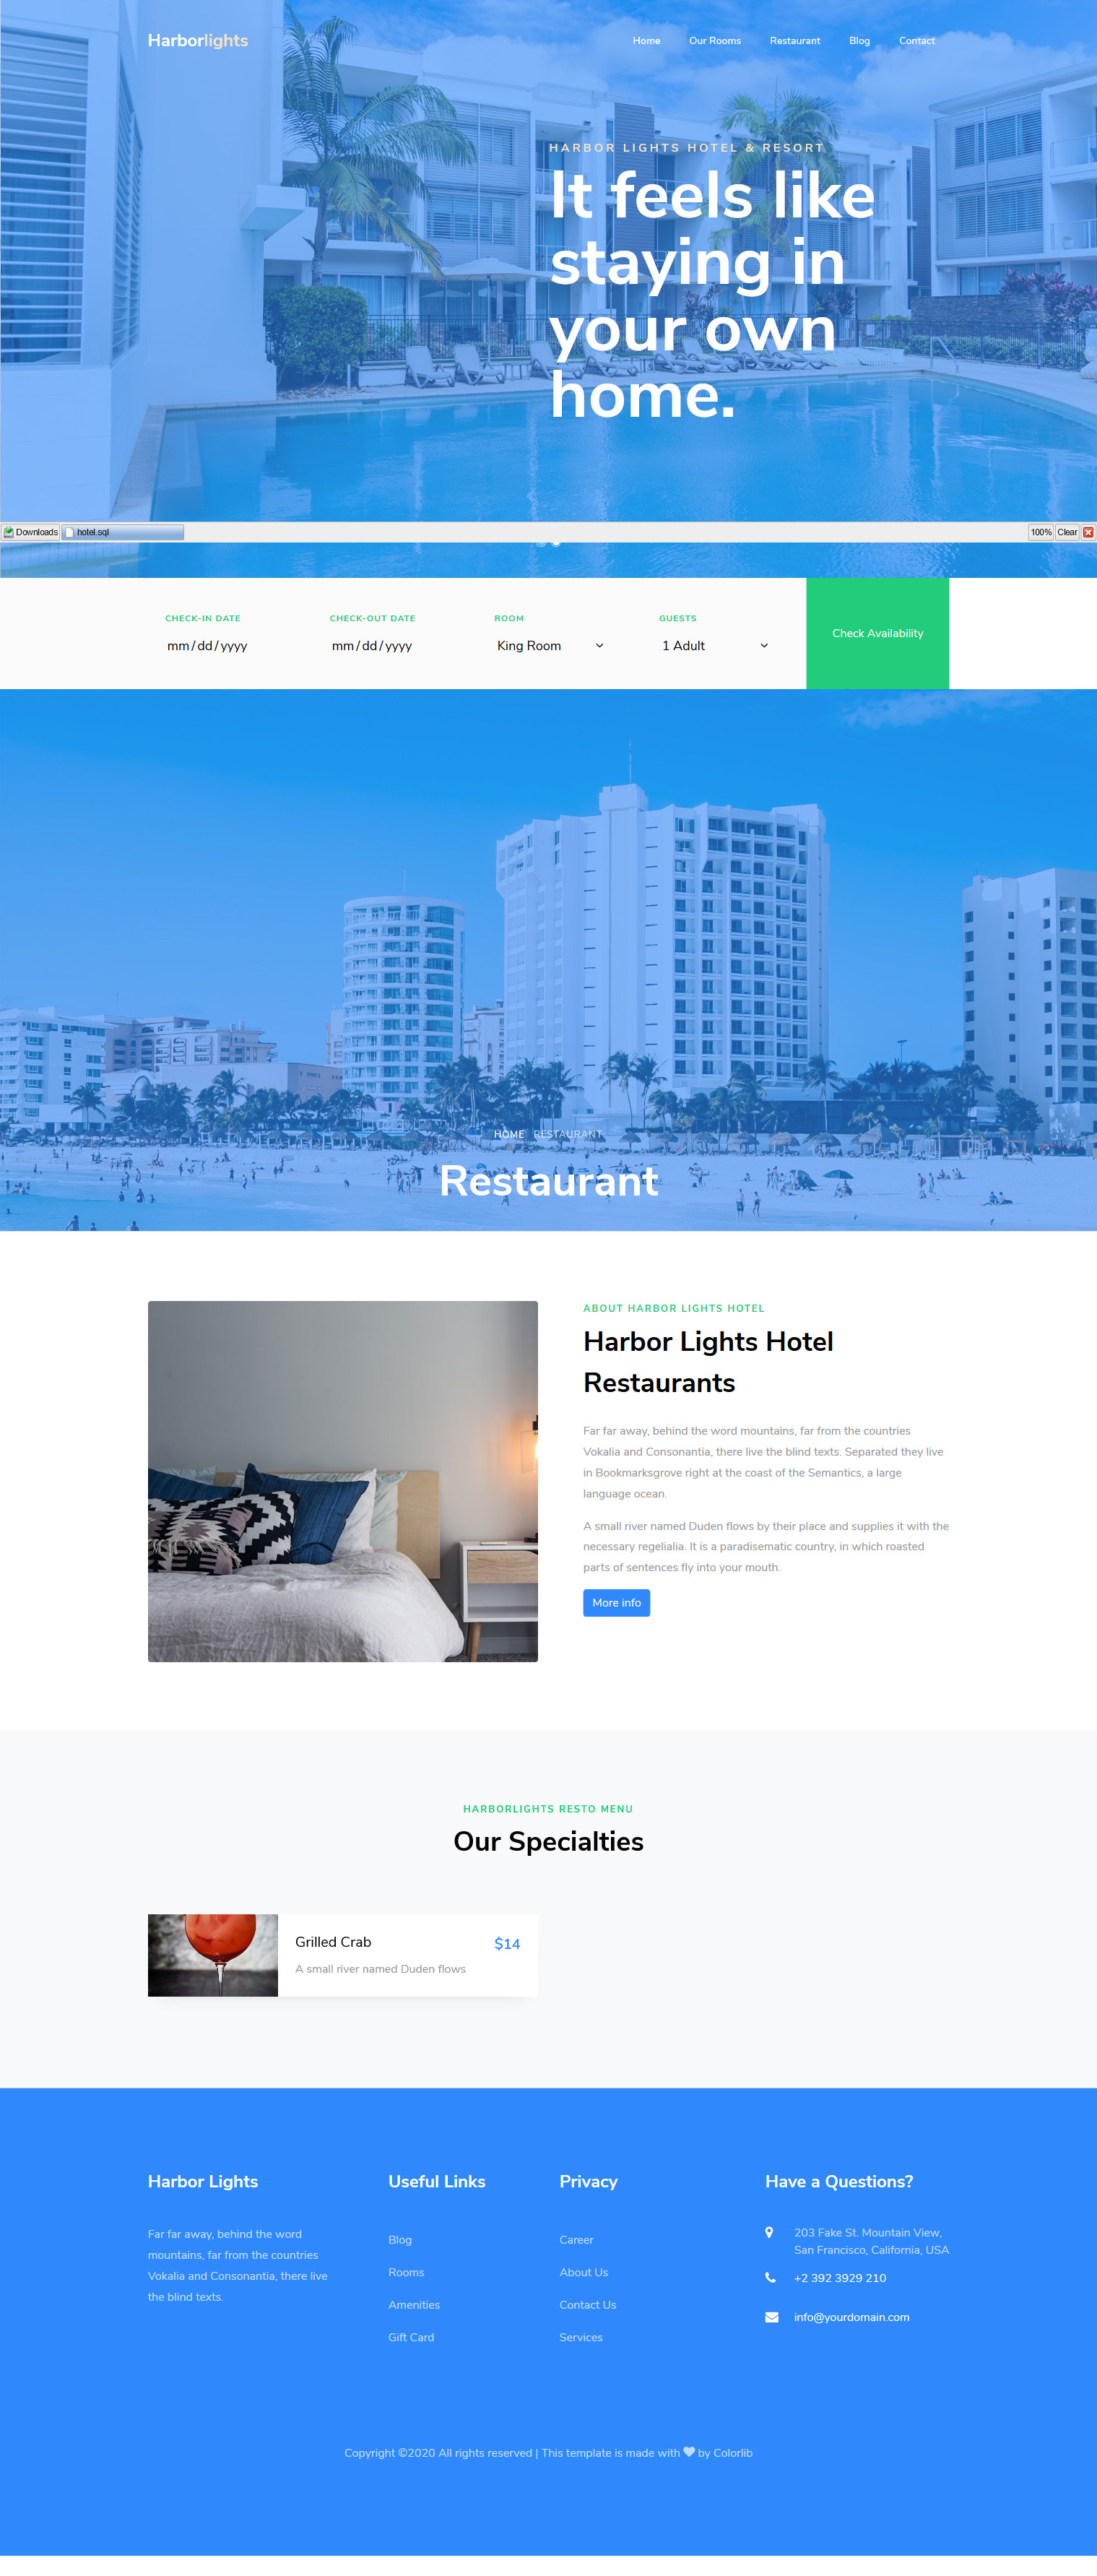 Harborlights
Home Our Rooms Restaurant Blog Contact
HARBOR LIGHTS HOTEL & RESORT
It feels like
staying in
your own
home.
Downloads hotel.sql 100% Clear
CHECK-IN DATE CHECK-OUT DATE ROOM GUESTS
mm/dd/yyyy mm/dd/yyyy King Room 1 Adult
Check Availability
HOME RESTAURANT
Restaurant
ABOUT HARBOR LIGHTS HOTEL
Harbor Lights Hotel
Restaurants
Far far away, behind the word mountains, far from the countries
Vokalia and Consonantia, there live the blind texts. Separated they live
in Bookmarksgrove right at the coast of the Semantics, a large
language ocean.
A small river named Duden flows by their place and supplies it with the
necessary regelialia. It is a paradisematic country, in which roasted
parts of sentences fly into your mouth.
More info
HARBORLIGHTS RESTO MENU
Our Specialties
Grilled Crab $14
A small river named Duden flows
Harbor Lights
Far far away, behind the word
mountains, far from the countries
Vokalia and Consonantia, there live
the blind texts.
Useful Links
Blog
Rooms
Amenities
Gift Card
Privacy
Career
About Us
Contact Us
Services
Have a Questions?
203 Fake St. Mountain View,
San Francisco, California, USA
+2 392 3929 210
info@yourdomain.com
Copyright ©2020 All rights reserved | This template is made with ♥ by Colorlib